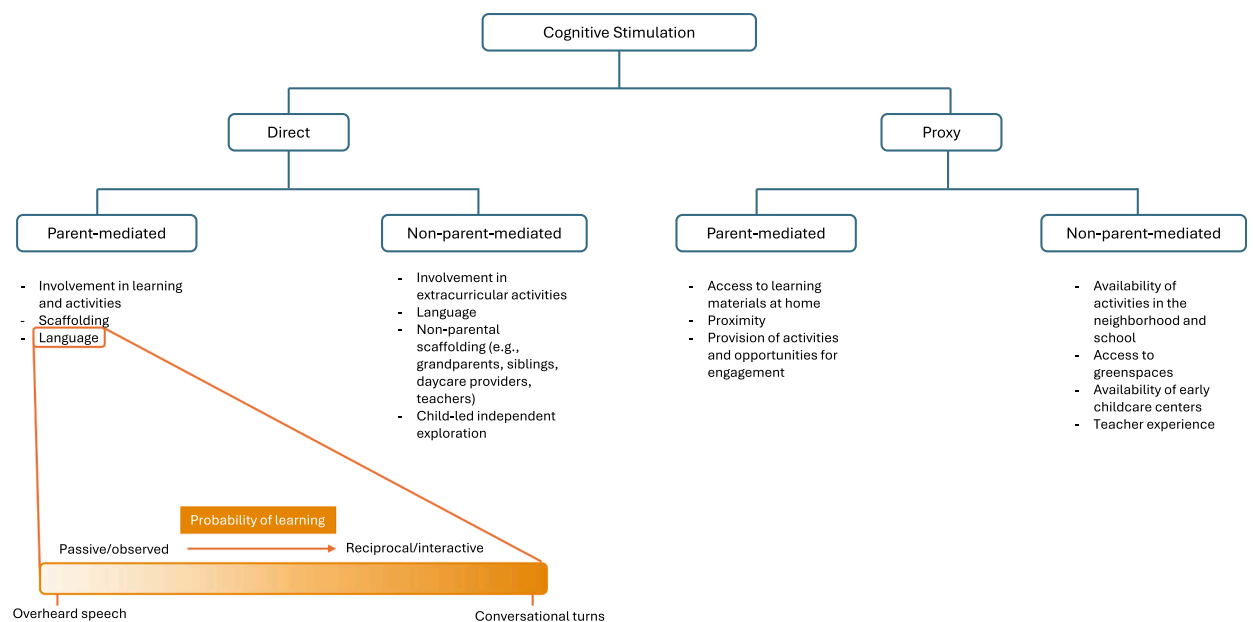 Cognitive Stimulation
Direct
Proxy
Parent-mediated
Non-parent-mediated
Parent-mediated
Non-parent-mediated
- Involvement in learning
and activities
- Scaffolding
- Language
- Involvement in
extracurricular activities
- Language
- Non-parental
scaffolding (e.g.,
grandparents, siblings,
daycare providers,
teachers)
- Child-led independent
exploration
- Access to learning
materials at home
- Proximity
- Provision of activities
and opportunities for
engagement
- Availability of
activities in the
neighborhood and
school
- Access to
greenspaces
- Availability of early
childcare centers
- Teacher experience
Probability of learning
Passive/observed
Reciprocal/interactive
Overheard speech
Conversational turns